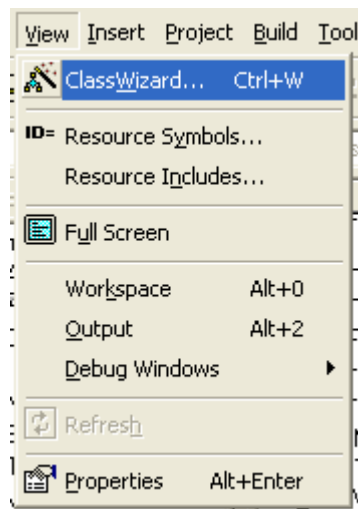 View Insert Project Build Tool
ClassWizard... Ctrl+W
ID= Resource Symbols...
Resource Includes...
Full Screen
Workspace Alt+0
Output Alt+2
Debug Windows
Refresh
Properties Alt+Enter